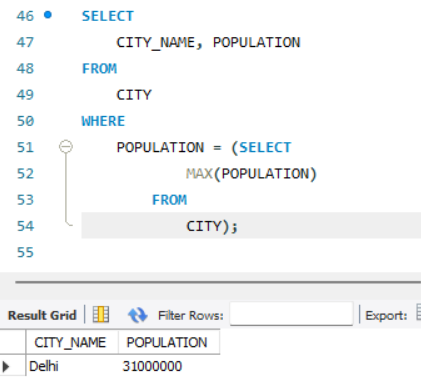 46 SELECT
47 CITY_NAME, POPULATION
48 FROM
49 CITY
50 WHERE
51 POPULATION = (SELECT
52 MAX(POPULATION)
53 FROM
54 CITY);
55
Result Grid Filter Rows: Export:
CITY_NAME POPULATION
Delhi 31000000